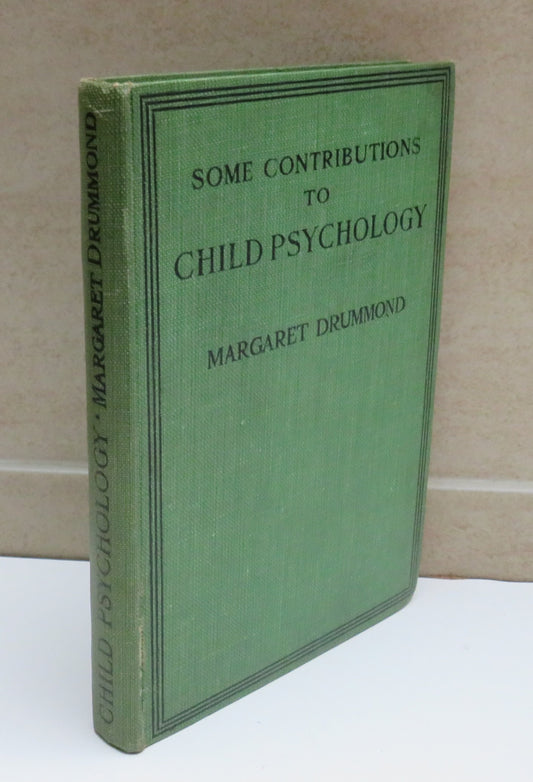 SOME CONTRIBUTIONS
TO
CHILD PSYCHOLOGY
MARGARET DRUMMOND
CHILD PSYCHOLOGY · MARGARET DRUMMOND